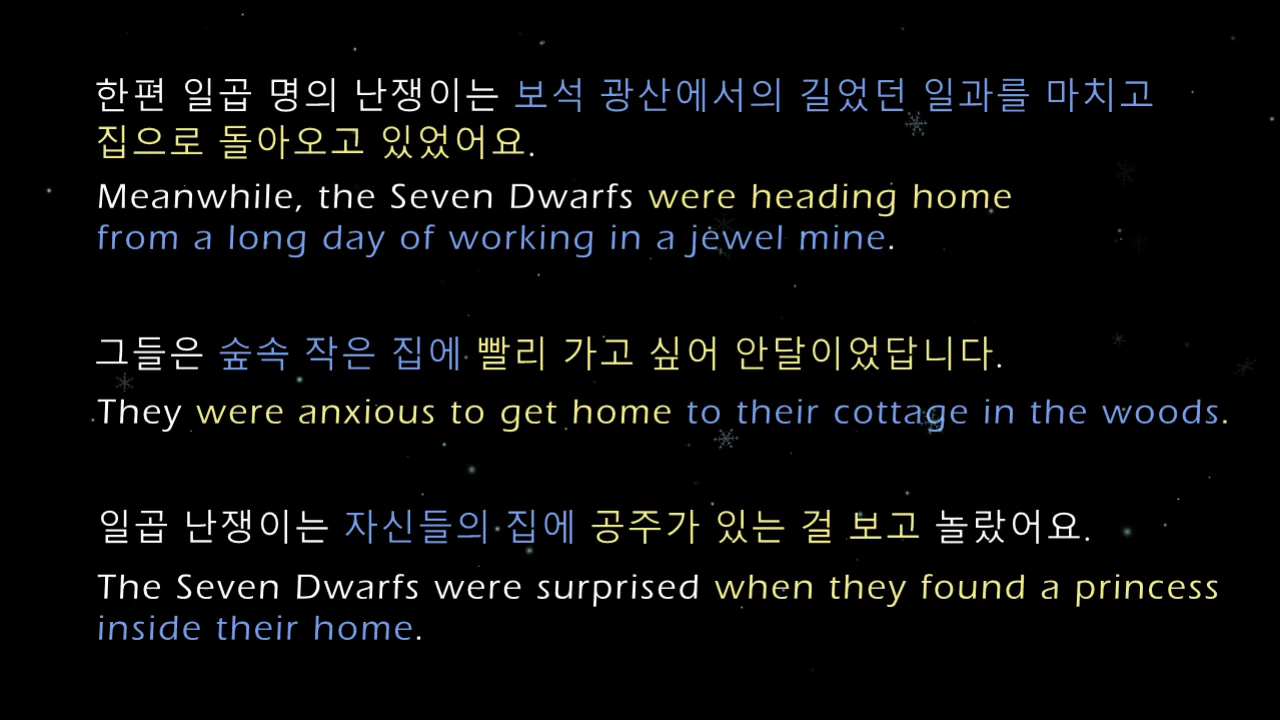 한편 일곱 명의 난쟁이는 보석 광산에서의 길었던 일과를 마치고
집으로 돌아오고 있었어요.
Meanwhile, the Seven Dwarfs were heading home
from a long day of working in a jewel mine.
그들은 숲속 작은 집에 빨리 가고 싶어 안달이었답니다.
They were anxious to get home to their cottage in the woods.
일곱 난쟁이는 자신들의 집에 공주가 있는 걸 보고 놀랐어요.
The Seven Dwarfs were surprised when they found a princess
inside their home.